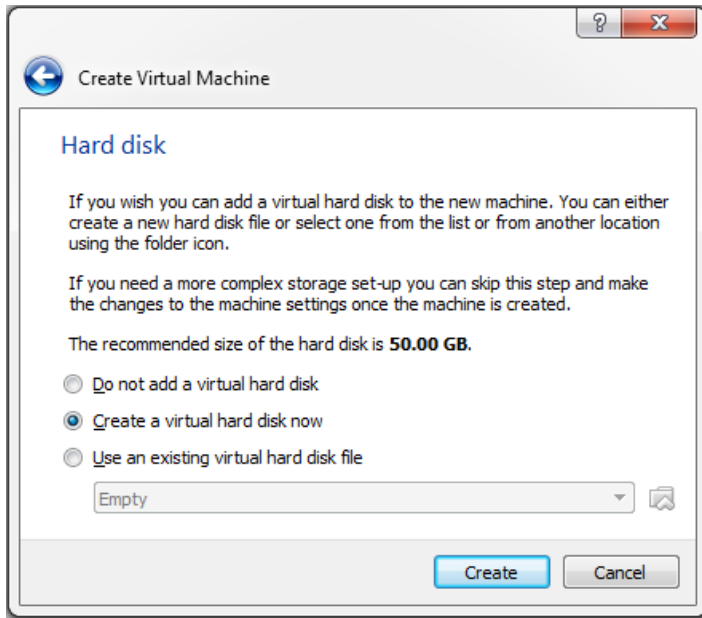 Create Virtual Machine
Hard disk
If you wish you can add a virtual hard disk to the new machine. You can either
create a new hard disk file or select one from the list or from another location
using the folder icon.
If you need a more complex storage set-up you can skip this step and make
the changes to the machine settings once the machine is created.
The recommended size of the hard disk is 50.00 GB.
Do not add a virtual hard disk
Create a virtual hard disk now
Use an existing virtual hard disk file
Empty
Create Cancel